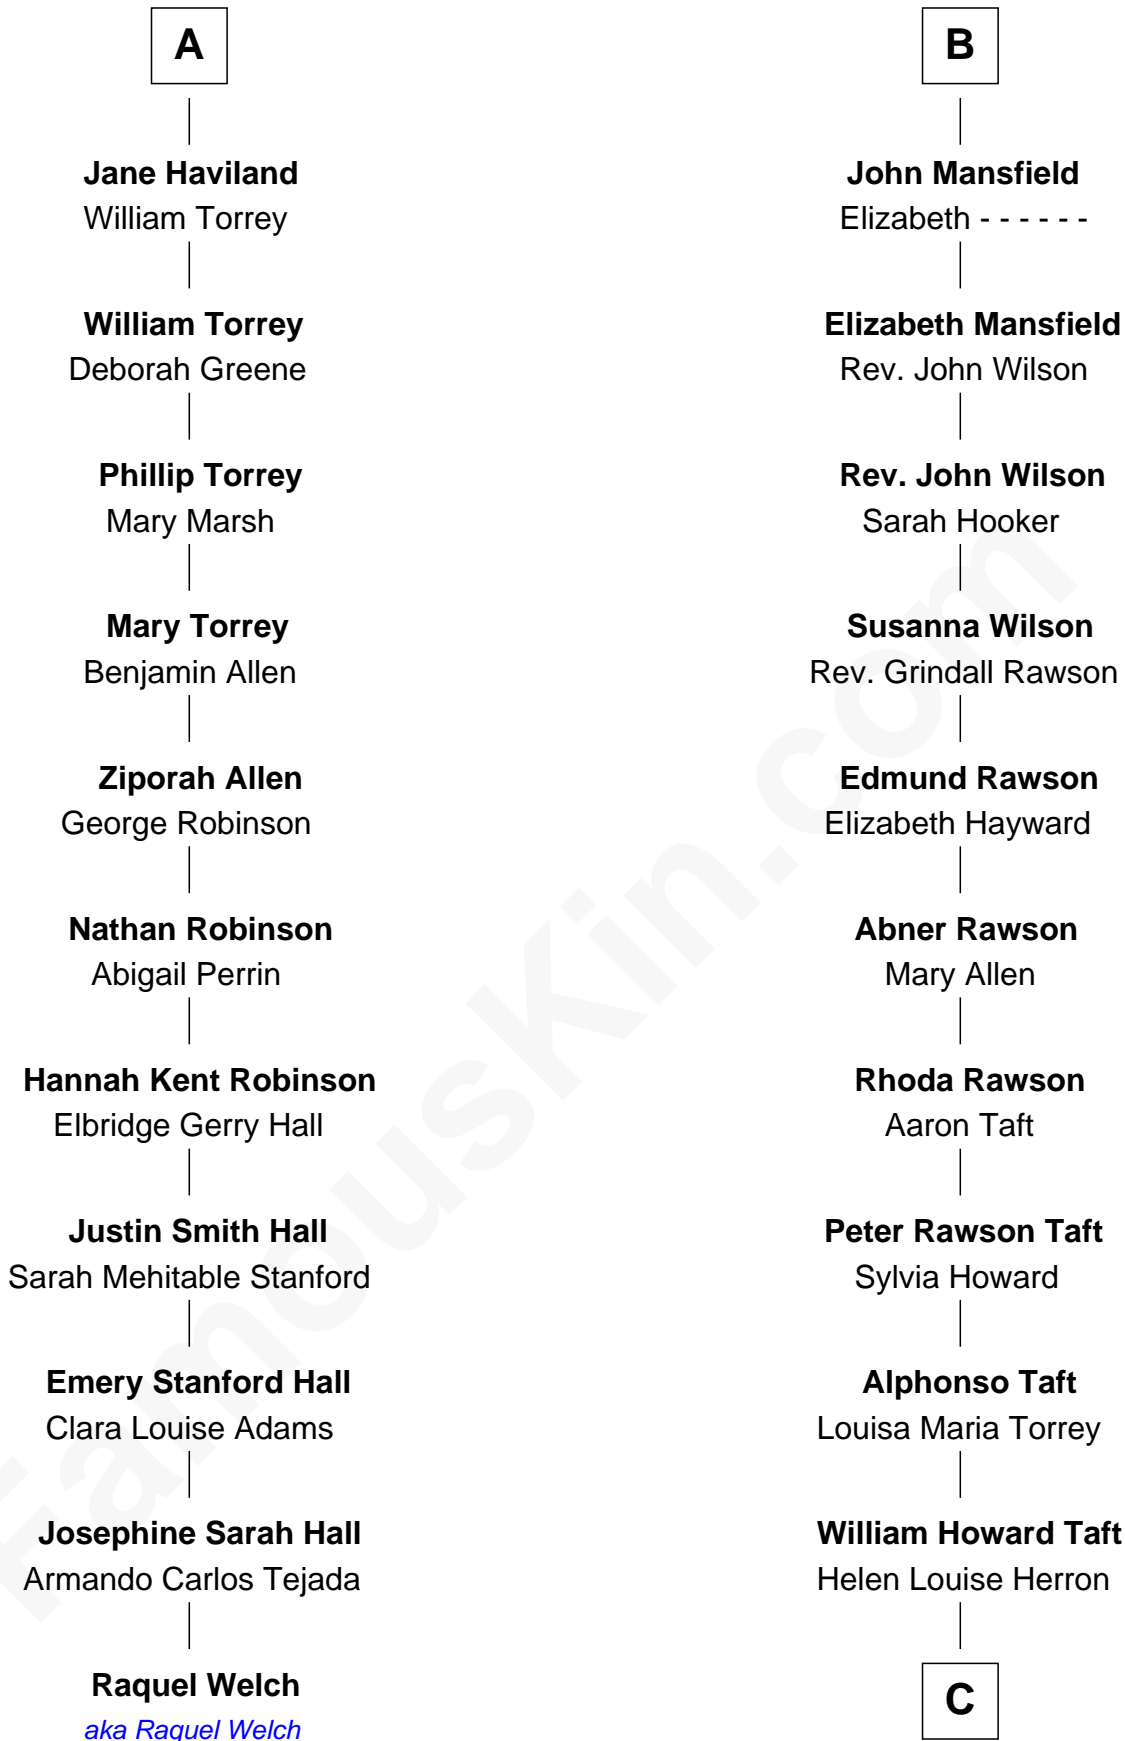 A
Jane Haviland
William Torrey
William Torrey
Deborah Greene
Phillip Torrey
Mary Marsh
Mary Torrey
Benjamin Allen
Ziporah Allen
George Robinson
Nathan Robinson
Abigail Perrin
Hannah Kent Robinson
Elbridge Gerry Hall
Justin Smith Hall
Sarah Mehitable Stanford
Emery Stanford Hall
Clara Louise Adams
Josephine Sarah Hall
Armando Carlos Tejada
Raquel Welch
aka Raquel Welch
B
John Mansfield
Elizabeth - - - - - -
Elizabeth Mansfield
Rev. John Wilson
Rev. John Wilson
Sarah Hooker
Susanna Wilson
Rev. Grindall Rawson
Edmund Rawson
Elizabeth Hayward
Abner Rawson
Mary Allen
Rhoda Rawson
Aaron Taft
Peter Rawson Taft
Sylvia Howard
Alphonso Taft
Louisa Maria Torrey
William Howard Taft
Helen Louise Herron
C
FamousKin.com